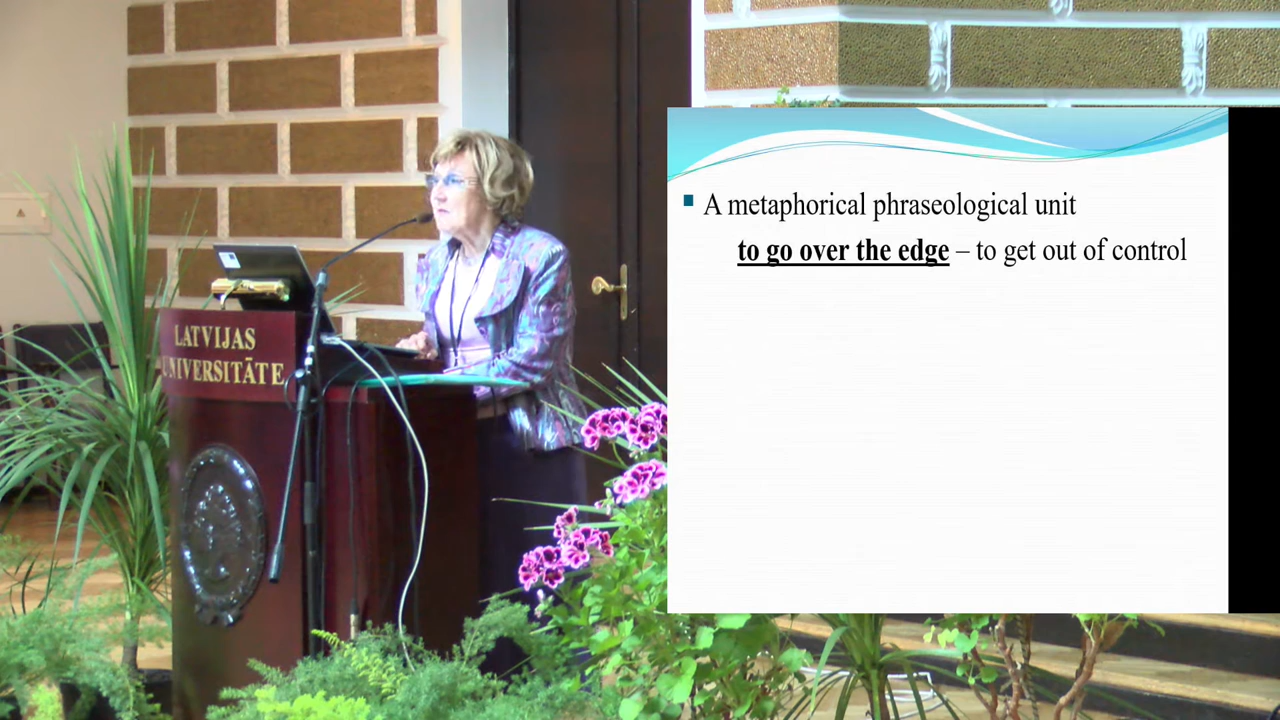 LATVIJAS
UNIVERSITĀTE
A metaphorical phraseological unit
to go over the edge – to get out of control